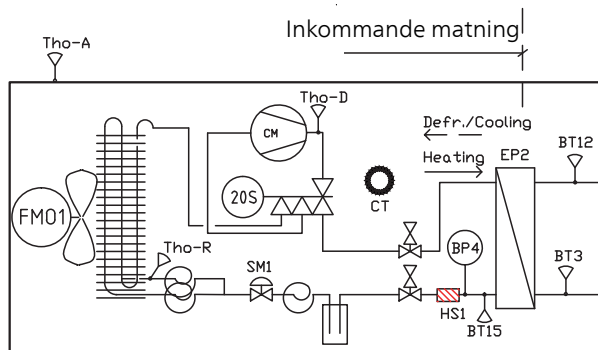 Inkommande matning
Tho-A
Tho-D
CM
Defr./Cooling
Heating
EP2
BT12
20S
CT
FM01
Tho-R
SM1
BP4
BT3
HS1
BT15